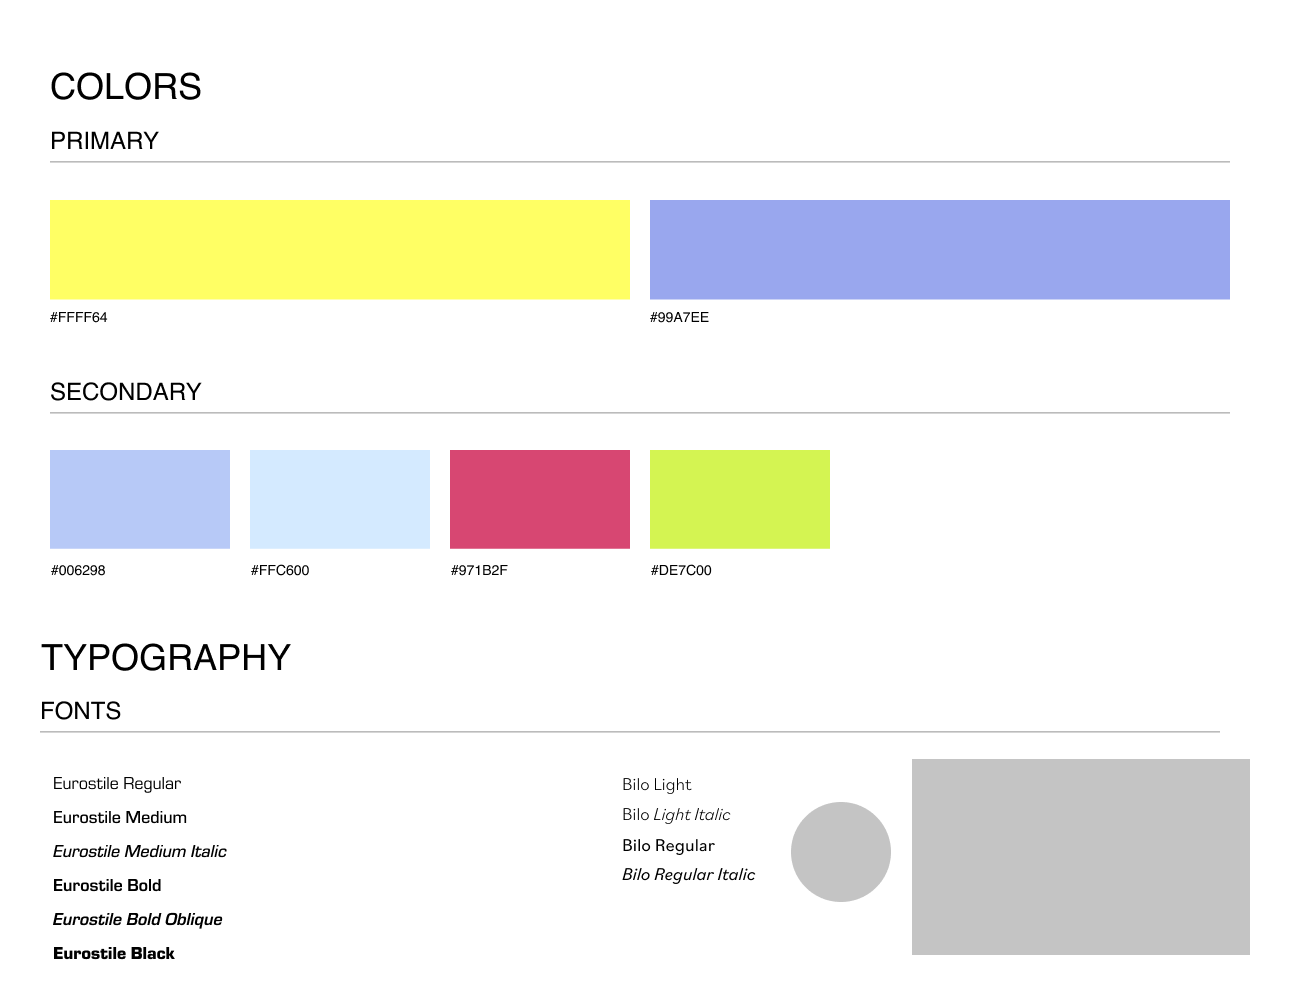 COLORS
PRIMARY
#FFFF64
#99A7EE
SECONDARY
#006298
#FFC600
#971B2F
#DE7C00
TYPOGRAPHY
FONTS
Eurostile Regular
Eurostile Medium
Eurostile Medium Italic
Eurostile Bold
Eurostile Bold Oblique
Eurostile Black
Bilo Light
Bilo Light Italic
Bilo Regular
Bilo Regular Italic